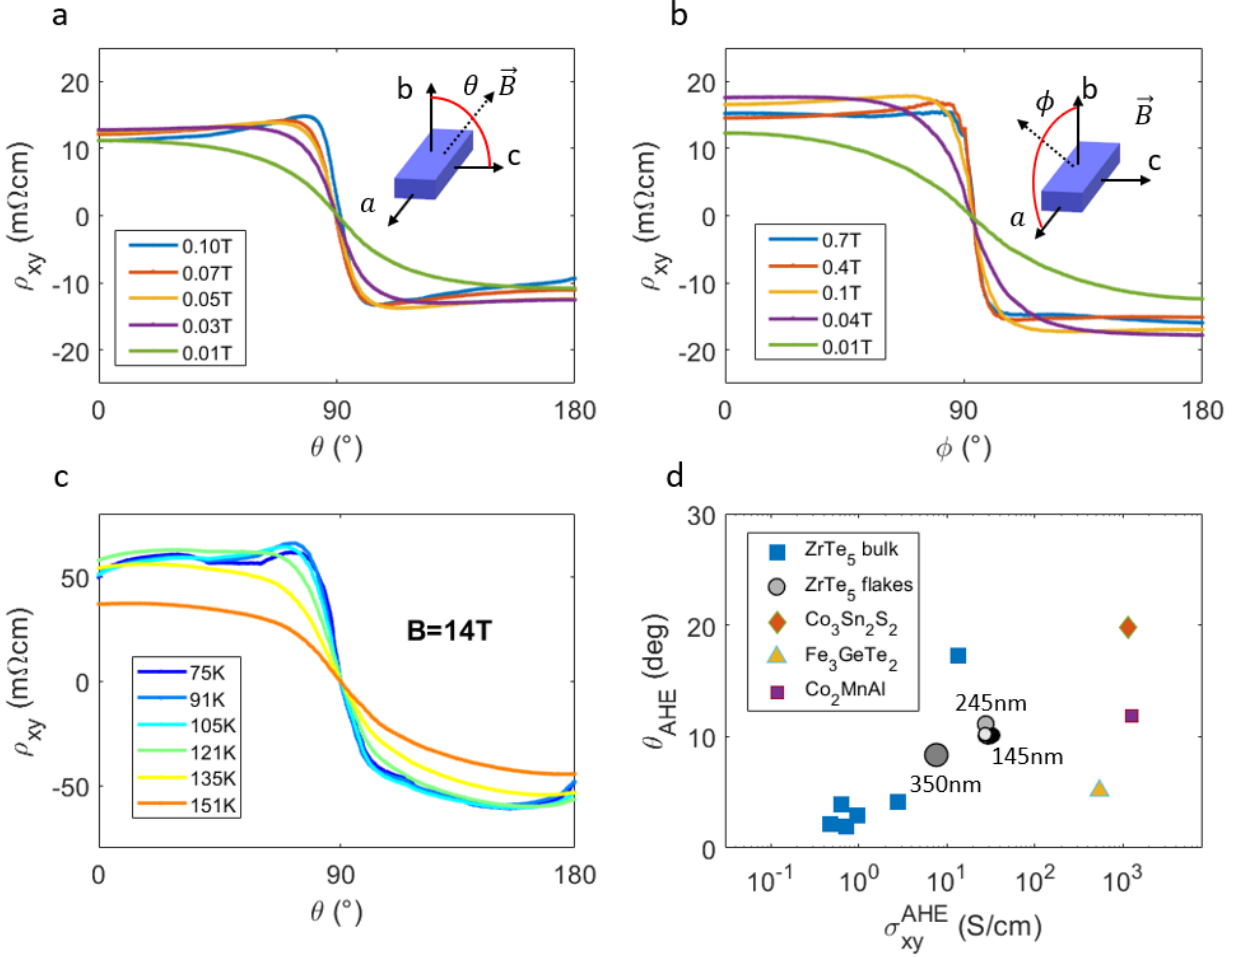 a
20
10
0
-10
-20
ρxy (mΩcm)
0 90 180
θ (°)
b
θ
B
c
a
0.10T
0.07T
0.05T
0.03T
0.01T
b
20
10
0
-10
-20
ρxy (mΩcm)
0 90 180
ϕ (°)
ϕ
b
B
c
a
0.7T
0.4T
0.1T
0.04T
0.01T
c
50
0
-50
ρxy (mΩcm)
0 90 180
θ (°)
B=14T
75K
91K
105K
121K
135K
151K
d
30
20
10
0
θAHE (deg)
10⁻¹ 10⁰ 10¹ 10² 10³
σxyAHE (S/cm)
ZrTe₅ bulk
ZrTe₅ flakes
Co₃Sn₂S₂
Fe₃GeTe₂
Co₂MnAl
245nm
145nm
350nm